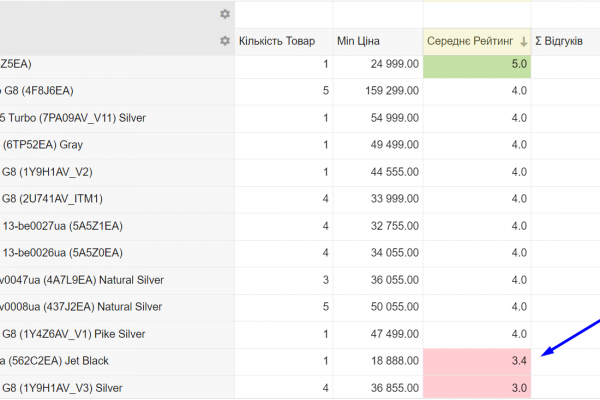 Кількість Товар Min Ціна Середнє Рейтинг Σ Відгуків
Z5EA) 1 24 999.00 5.0
G8 (4F8J6EA) 5 159 299.00 4.0
5 Turbo (7PA09AV_V11) Silver 1 54 999.00 4.0
(6TP52EA) Gray 1 49 499.00 4.0
G8 (1Y9H1AV_V2) 1 44 555.00 4.0
G8 (2U741AV_ITM1) 4 33 999.00 4.0
13-be0027ua (5A5Z1EA) 4 32 755.00 4.0
13-be0026ua (5A5Z0EA) 4 34 055.00 4.0
v0047ua (4A7L9EA) Natural Silver 3 36 055.00 4.0
v0008ua (437J2EA) Natural Silver 5 50 055.00 4.0
G8 (1Y4Z6AV_V1) Pike Silver 1 47 499.00 4.0
a (562C2EA) Jet Black 1 18 888.00 3.4
G8 (1Y9H1AV_V3) Silver 4 36 855.00 3.0